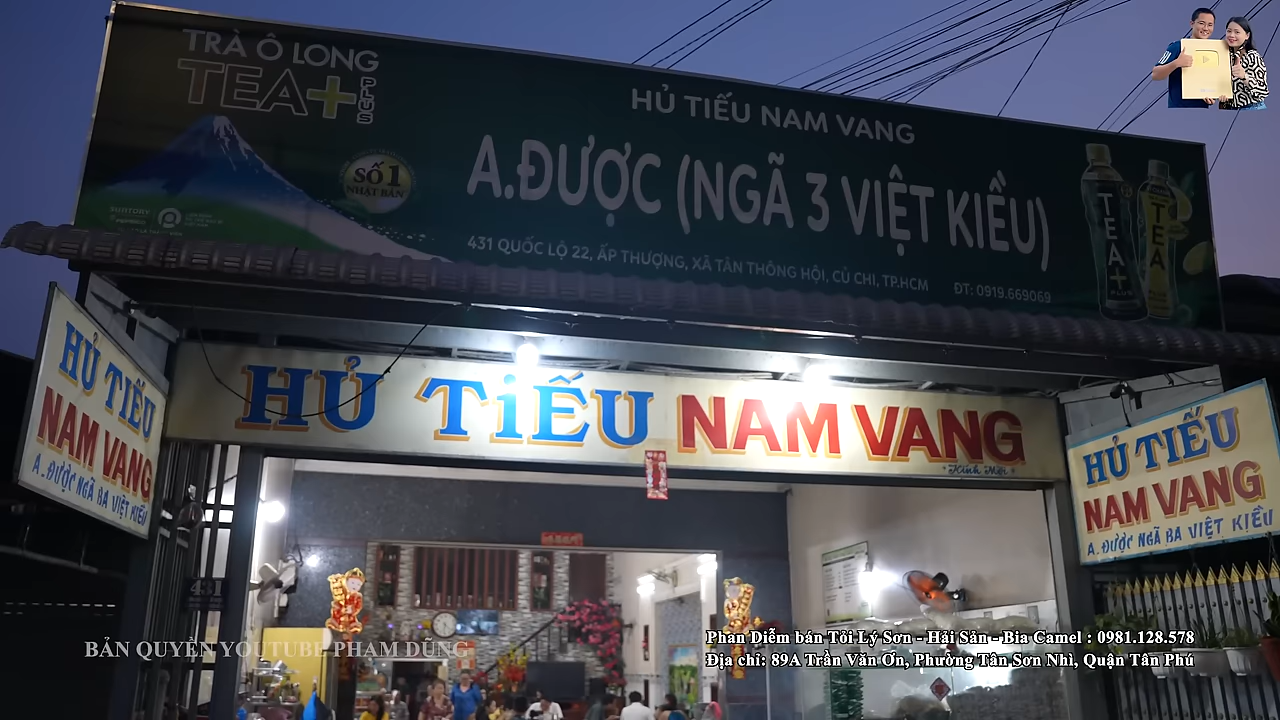 TRÀ Ô LONG
TEA+
PLUS
SỐ 1
NHẬT BẢN
SUNTORY
HỦ TIẾU NAM VANG
A.ĐƯỢC (NGÃ 3 VIỆT KIỀU)
431 QUỐC LỘ 22, ẤP THƯỢNG, XÃ TÂN THÔNG HỘI, CỦ CHI, TP.HCM ĐT: 0919.669069
TEA+
PLUS
TEA
HỦ TIẾU NAM VANG
Kính Mời
HỦ TIẾU
NAM VANG
A.ĐƯỢC NGÃ BA VIỆT KIỀU
HỦ TIẾU
NAM VANG
A.ĐƯỢC NGÃ BA VIỆT KIỀU
431
BẢN QUYỀN YOUTUBE PHẠM DŨNG
Phan Diễm bán Tỏi Lý Sơn - Hải Sản - Bia Camel : 0981.128.578
Địa chỉ: 89A Trần Văn Ơn, Phường Tân Sơn Nhì, Quận Tân Phú